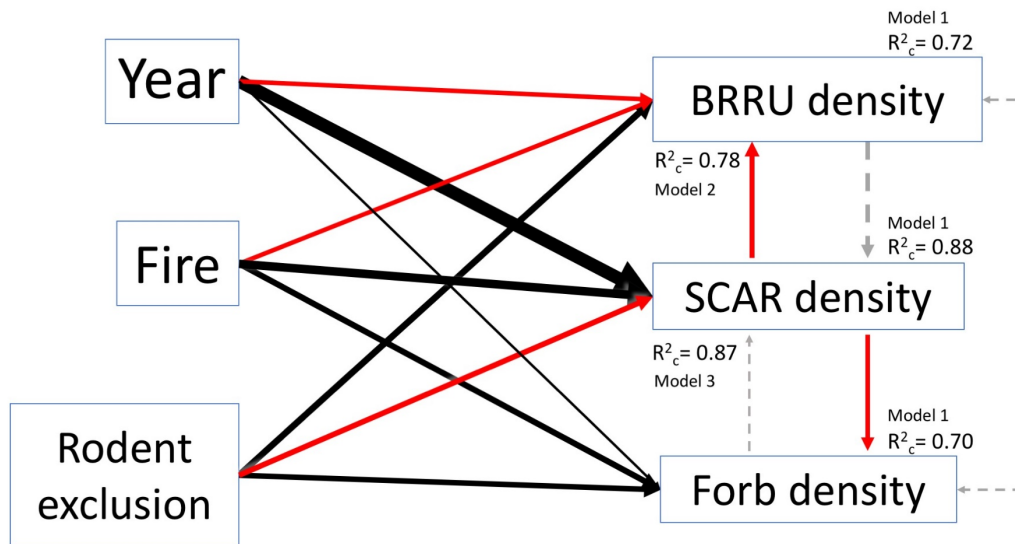 Year
Fire
Rodent
exclusion
Model 1
R²c= 0.72
BRRU density
R²c= 0.78
Model 2
Model 1
R²c= 0.88
SCAR density
R²c= 0.87
Model 3
Model 1
R²c= 0.70
Forb density